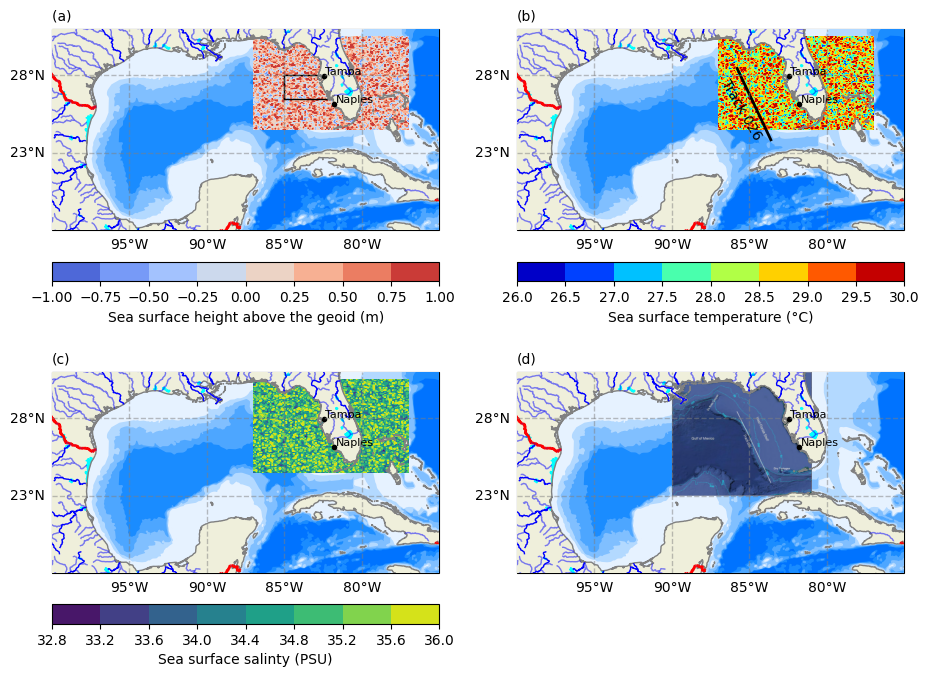 (a)
(b)
28°N
23°N
Tampa
Naples
95°W 90°W 85°W 80°W
−1.00 −0.75 −0.50 −0.25 0.00 0.25 0.50 0.75 1.00
Sea surface height above the geoid (m)
28°N
23°N
Tampa
Naples
Track 026
95°W 90°W 85°W 80°W
26.0 26.5 27.0 27.5 28.0 28.5 29.0 29.5 30.0
Sea surface temperature (°C)
(c)
(d)
28°N
23°N
Tampa
Naples
95°W 90°W 85°W 80°W
32.8 33.2 33.6 34.0 34.4 34.8 35.2 35.6 36.0
Sea surface salinty (PSU)
28°N
23°N
Tampa
Naples
Gulf of Mexico
95°W 90°W 85°W 80°W